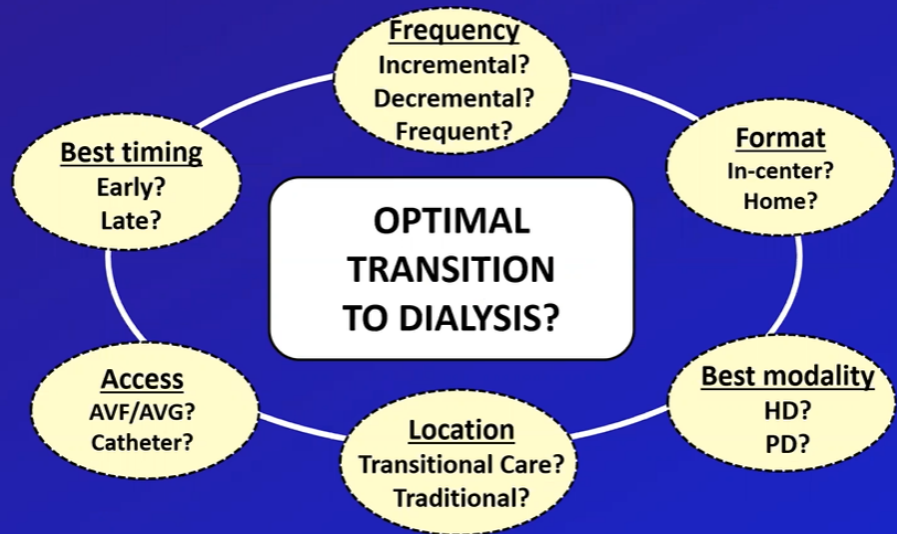 Frequency
Incremental?
Decremental?
Frequent?
Format
In-center?
Home?
Best modality
HD?
PD?
Location
Transitional Care?
Traditional?
Access
AVF/AVG?
Catheter?
Best timing
Early?
Late?
OPTIMAL
TRANSITION
TO DIALYSIS?